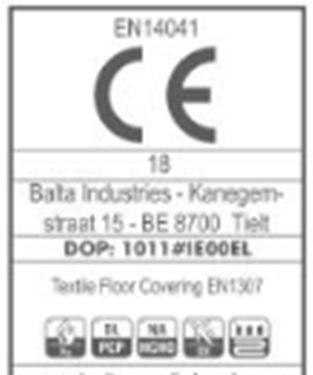 EN14041
CE
18
Balta Industries - Kanegem-
straat 15 - BE 8700 Tielt
DOP: 1011#IE00EL
Textile Floor Covering EN1307